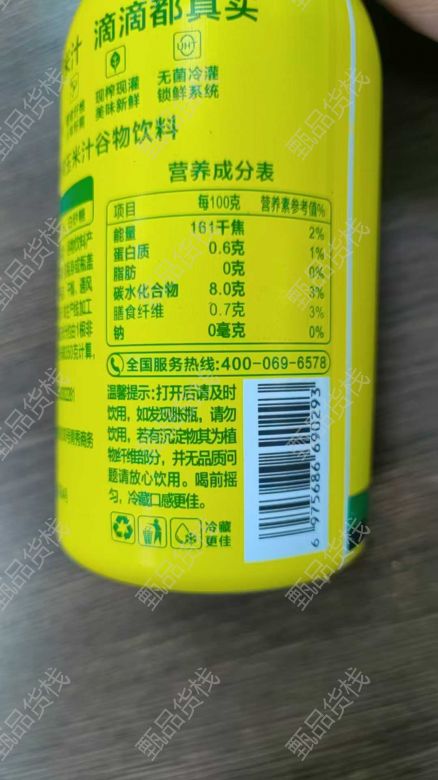 滴滴都真实
米汁
UHT
现榨现灌 无菌冷灌
美味新鲜 锁鲜系统
玉米汁谷物饮料
营养成分表
项目 每100克 营养素参考值%
能量 161千焦 2%
蛋白质 0.6克 1%
脂肪 0克 0%
碳水化合物 8.0克 3%
膳食纤维 0.7克 3%
钠 0毫克 0%
全国服务热线:400-069-6578
温馨提示:打开后请及时
饮用,如发现胀瓶,请勿
饮用,若有沉淀物其为植
物纤维部分,并无品质问
题请放心饮用。喝前摇
匀,冷藏口感更佳。
冷藏
更佳
6 975686 690293
甄品货栈